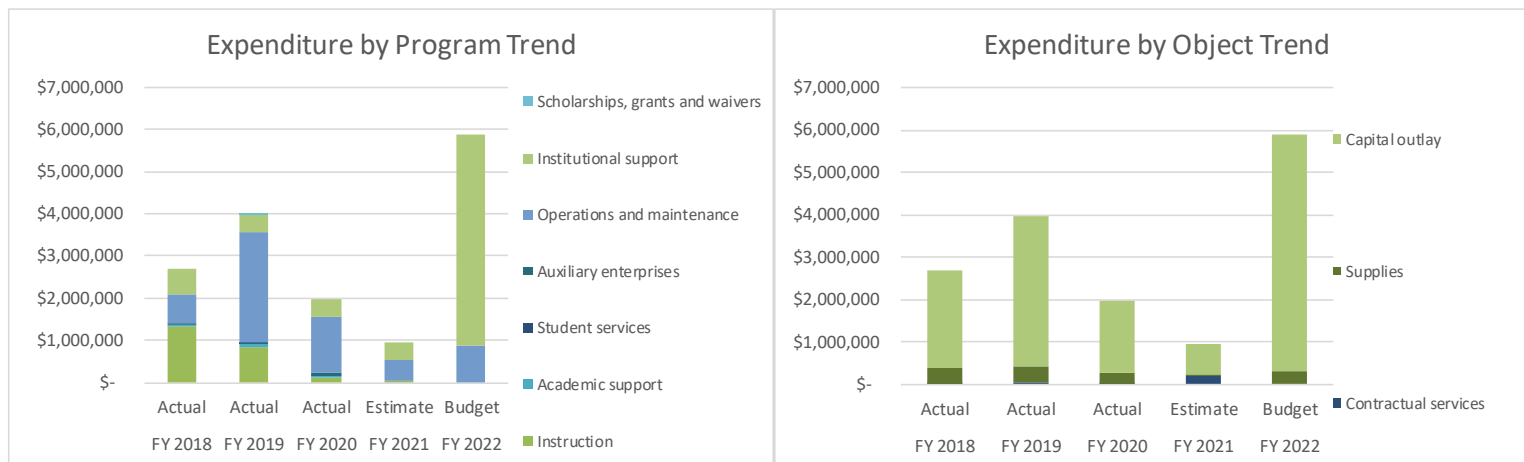 Expenditure by Program Trend
$7,000,000
$6,000,000
$5,000,000
$4,000,000
$3,000,000
$2,000,000
$1,000,000
$-
Actual Actual Actual Estimate Budget
FY 2018 FY 2019 FY 2020 FY 2021 FY 2022
Scholarships, grants and waivers
Institutional support
Operations and maintenance
Auxiliary enterprises
Student services
Academic support
Instruction
Expenditure by Object Trend
$7,000,000
$6,000,000
$5,000,000
$4,000,000
$3,000,000
$2,000,000
$1,000,000
$-
Actual Actual Actual Estimate Budget
FY 2018 FY 2019 FY 2020 FY 2021 FY 2022
Capital outlay
Supplies
Contractual services